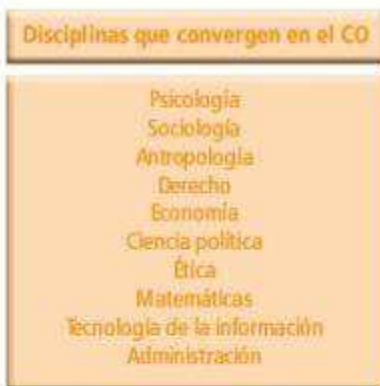 Disciplinas que convergen en el CO
Psicología
Sociología
Antropología
Derecho
Economía
Ciencia política
Ética
Matemáticas
Tecnología de la información
Administración